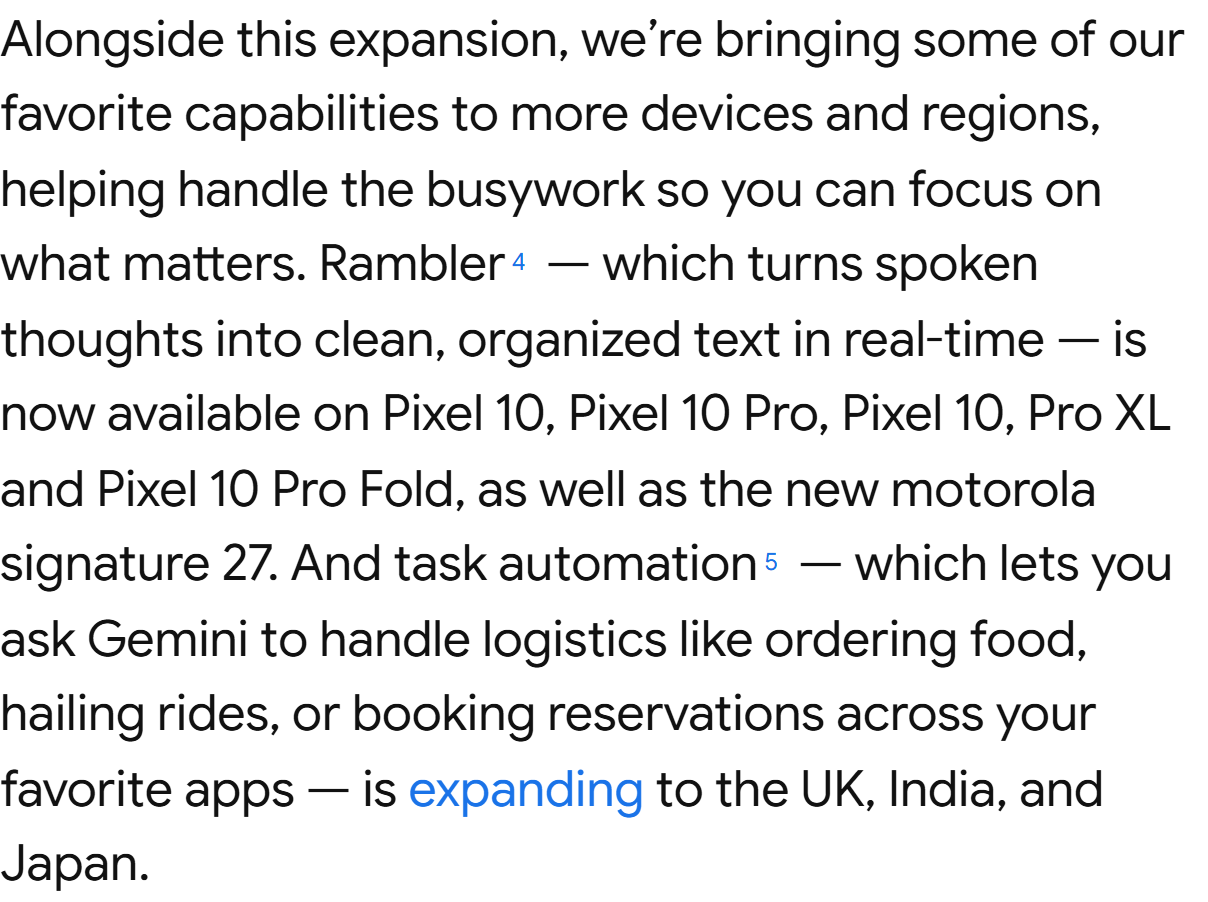 Alongside this expansion, we’re bringing some of our
favorite capabilities to more devices and regions,
helping handle the busywork so you can focus on
what matters. Rambler 4 — which turns spoken
thoughts into clean, organized text in real-time — is
now available on Pixel 10, Pixel 10 Pro, Pixel 10, Pro XL
and Pixel 10 Pro Fold, as well as the new motorola
signature 27. And task automation 5 — which lets you
ask Gemini to handle logistics like ordering food,
hailing rides, or booking reservations across your
favorite apps — is expanding to the UK, India, and
Japan.